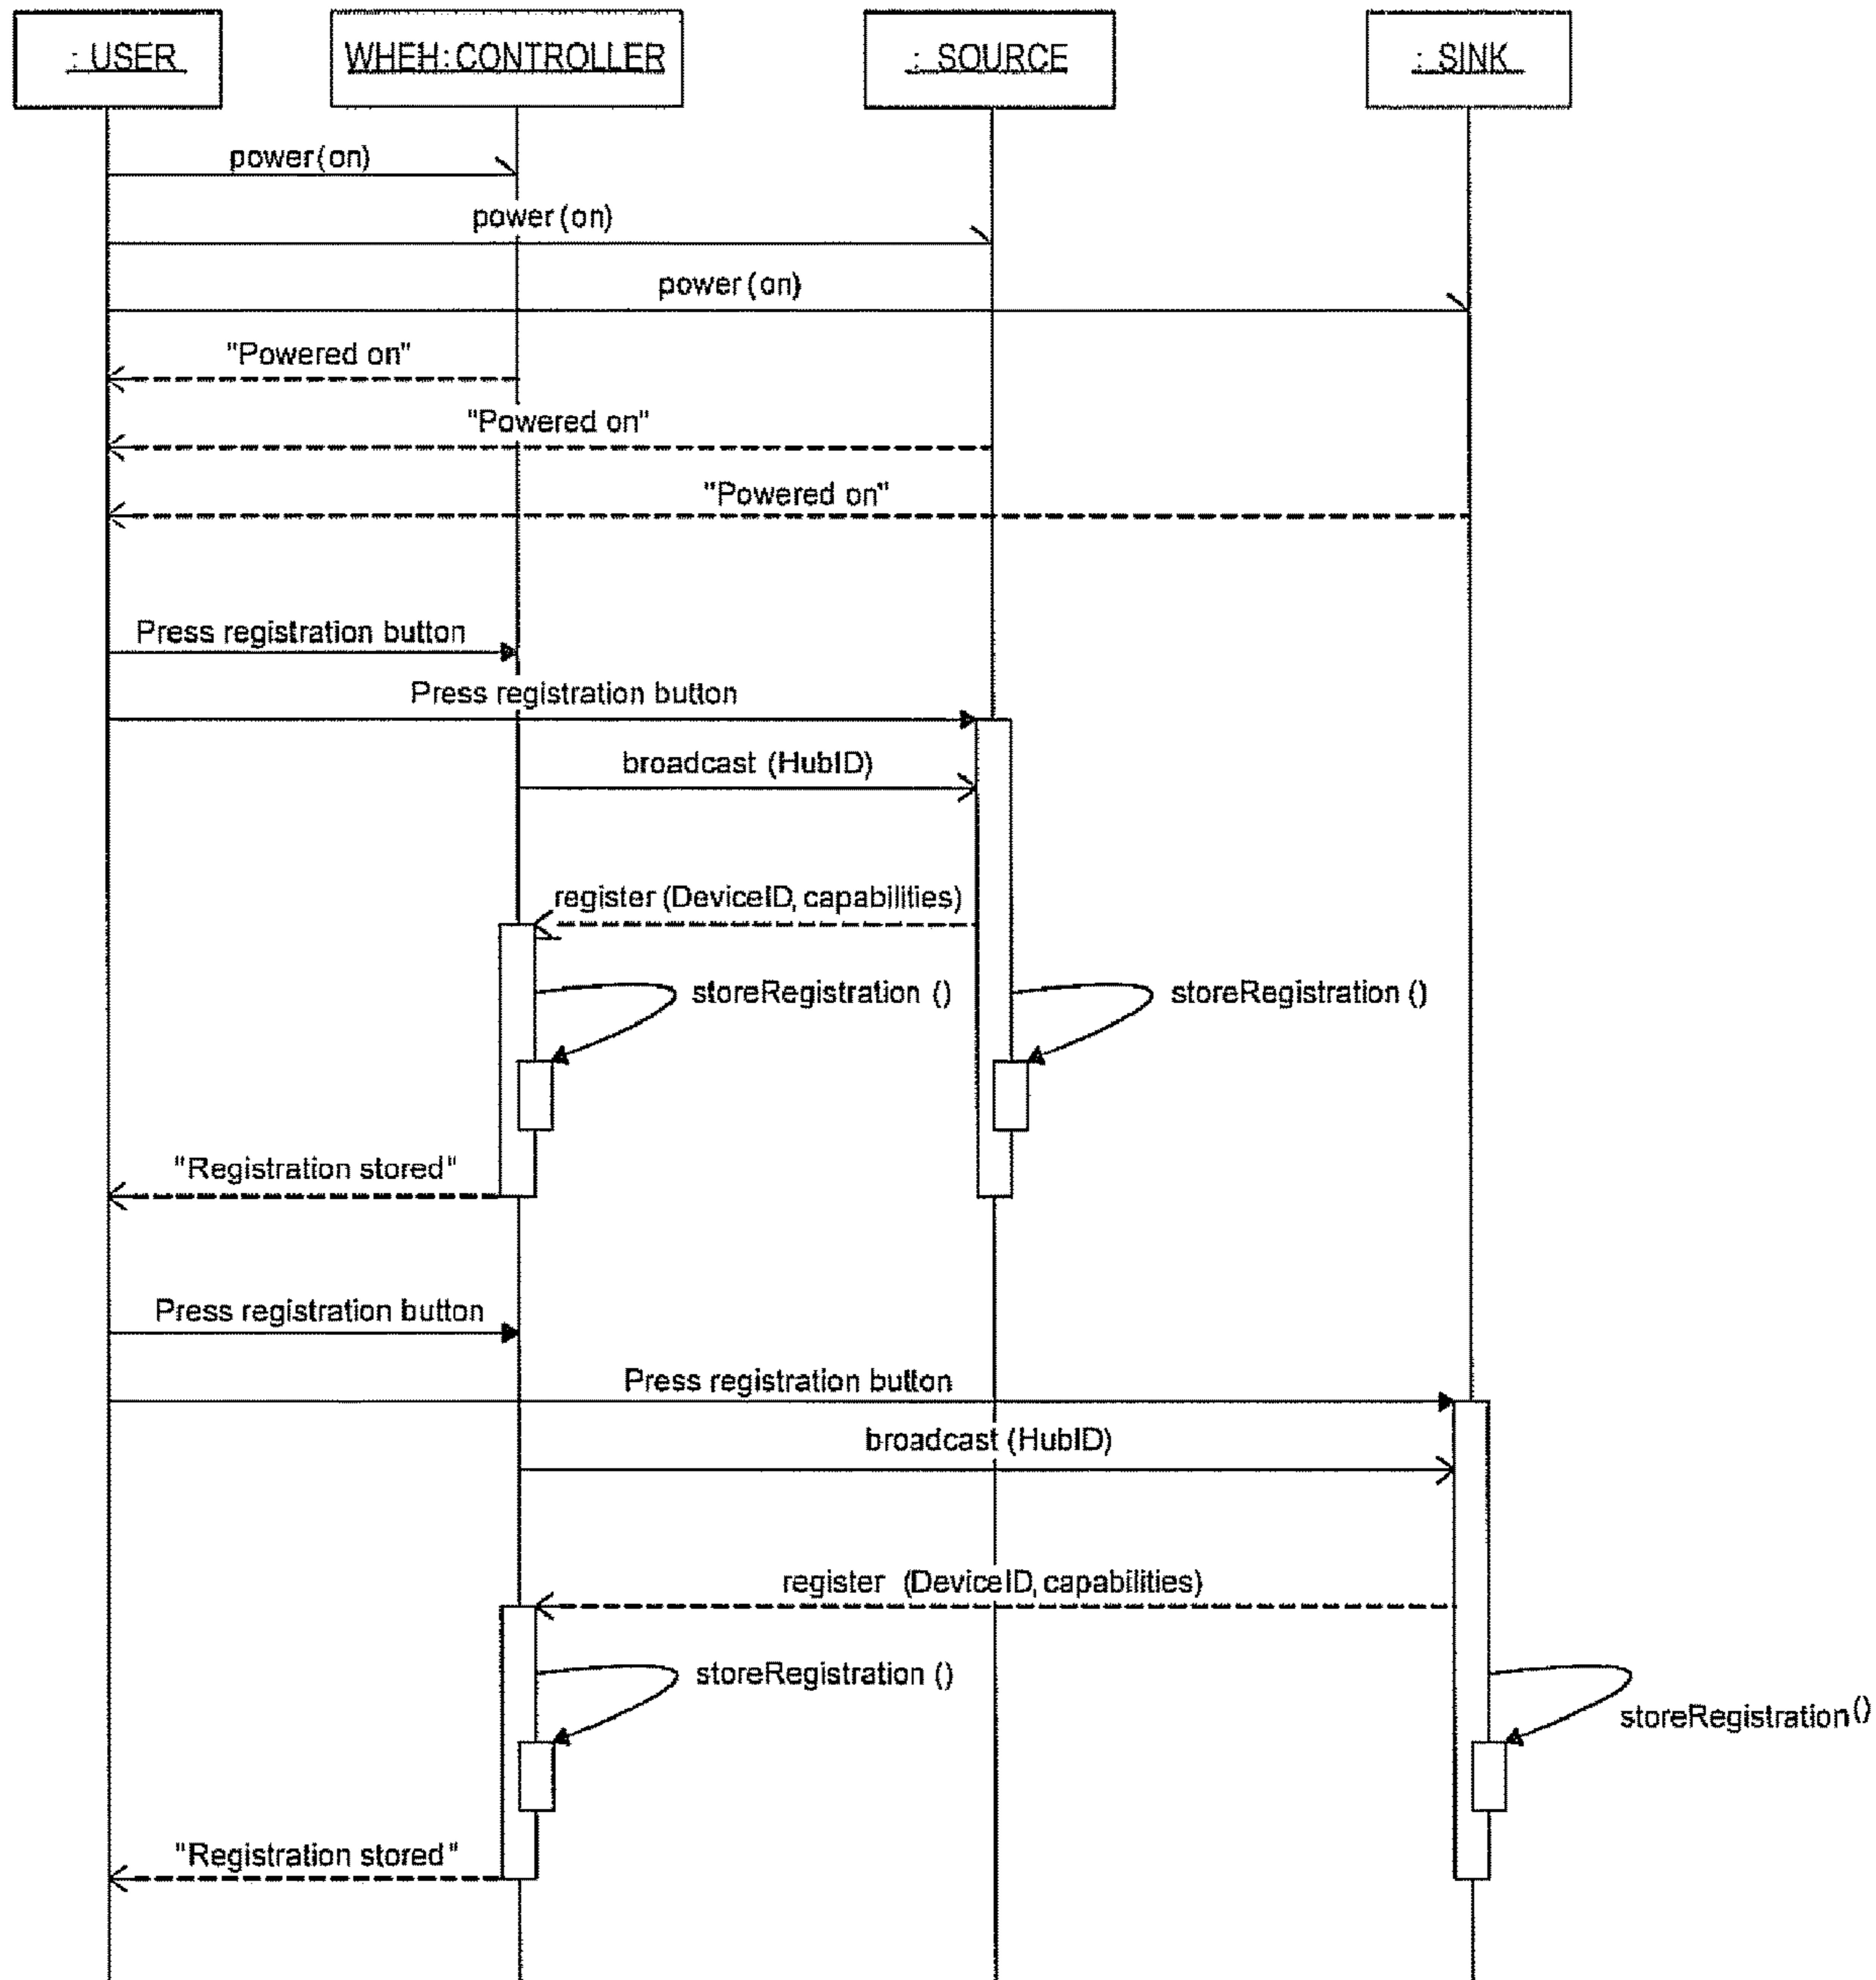 : USER
WHEH: CONTROLLER
: SOURCE
: SINK
power (on)
power (on)
power (on)
"Powered on"
"Powered on"
"Powered on"
Press registration button
Press registration button
broadcast (HubID)
register (DeviceID, capabilities)
storeRegistration ()
storeRegistration ()
"Registration stored"
Press registration button
Press registration button
broadcast (HubID)
register (DeviceID, capabilities)
storeRegistration ()
storeRegistration ()
"Registration stored"